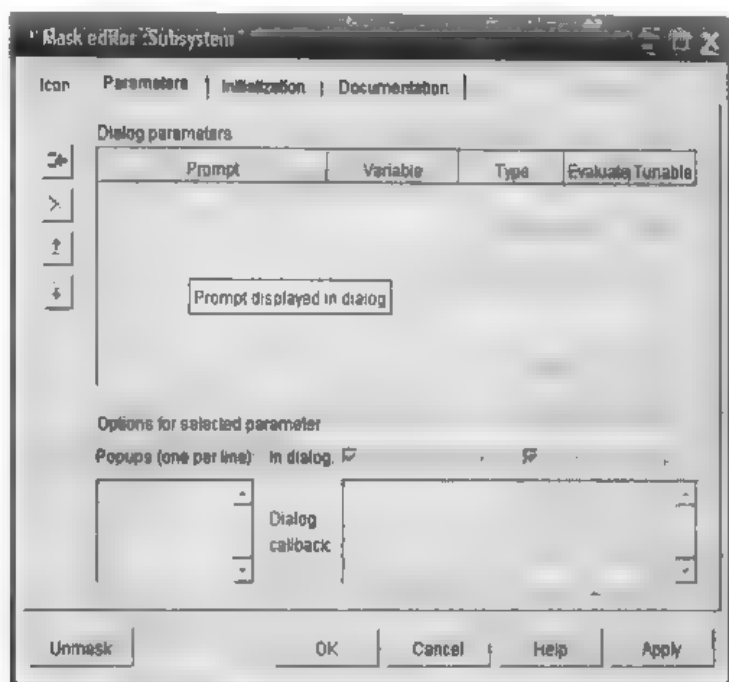 Mask editor :Subsystem
Icon Parameters Initialization Documentation
Dialog parameters
Prompt Variable Type Evaluate Tunable
Prompt displayed in dialog
Options for selected parameter
Popups (one per line) In dialog:
Dialog
callback:
Unmask OK Cancel Help Apply